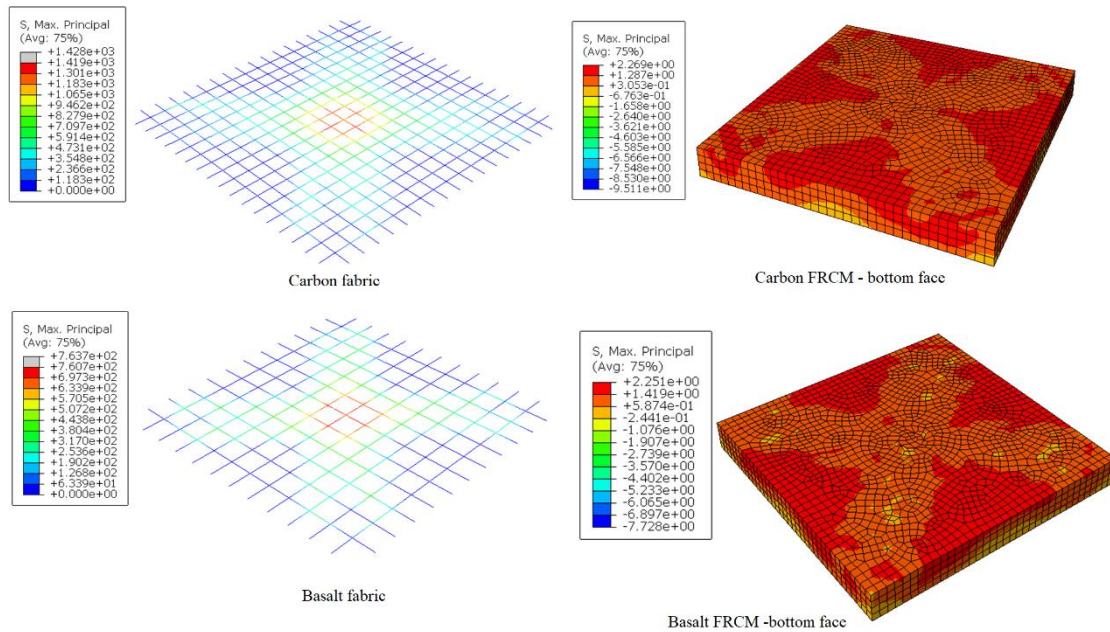 S, Max. Principal
(Avg: 75%)
+1.428e+03
+1.419e+03
+1.301e+03
+1.183e+03
+1.065e+03
+9.462e+02
+8.279e+02
+7.097e+02
+5.914e+02
+4.731e+02
+3.548e+02
+2.366e+02
+1.183e+02
+0.000e+00
Carbon fabric
S, Max. Principal
(Avg: 75%)
+2.269e+00
+1.287e+00
+3.053e-01
-6.763e-01
-1.658e+00
-2.640e+00
-3.621e+00
-4.603e+00
-5.585e+00
-6.566e+00
-7.548e+00
-8.530e+00
-9.511e+00
Carbon FRCM - bottom face
S, Max. Principal
(Avg: 75%)
+7.637e+02
+7.607e+02
+6.973e+02
+6.339e+02
+5.705e+02
+5.072e+02
+4.438e+02
+3.804e+02
+3.170e+02
+2.536e+02
+1.902e+02
+1.268e+02
+6.339e+01
+0.000e+00
Basalt fabric
S, Max. Principal
(Avg: 75%)
+2.251e+00
+1.419e+00
+5.874e-01
-2.441e-01
-1.076e+00
-1.907e+00
-2.739e+00
-3.570e+00
-4.402e+00
-5.233e+00
-6.065e+00
-6.897e+00
-7.728e+00
Basalt FRCM -bottom face